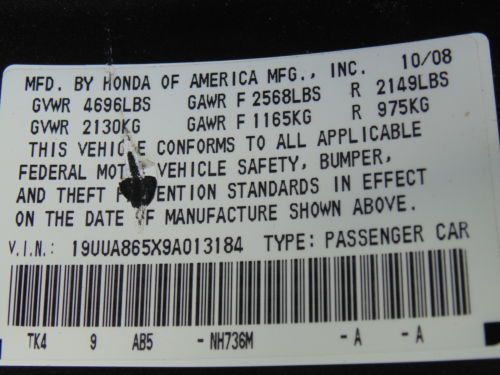 MFD. BY HONDA OF AMERICA MFG., INC. 10/08
GVWR 4696LBS GAWR F 2568LBS R 2149LBS
GVWR 2130KG GAWR F 1165KG R 975KG
THIS VEHICLE CONFORMS TO ALL APPLICABLE
FEDERAL MOTOR VEHICLE SAFETY, BUMPER,
AND THEFT P ENTION STANDARDS IN EFFECT
ON THE DATE OF MANUFACTURE SHOWN ABOVE.
V.I.N.: 19UUA865X9A013184 TYPE: PASSENGER CAR
TK4 9 AB5 - NH736M - A - A